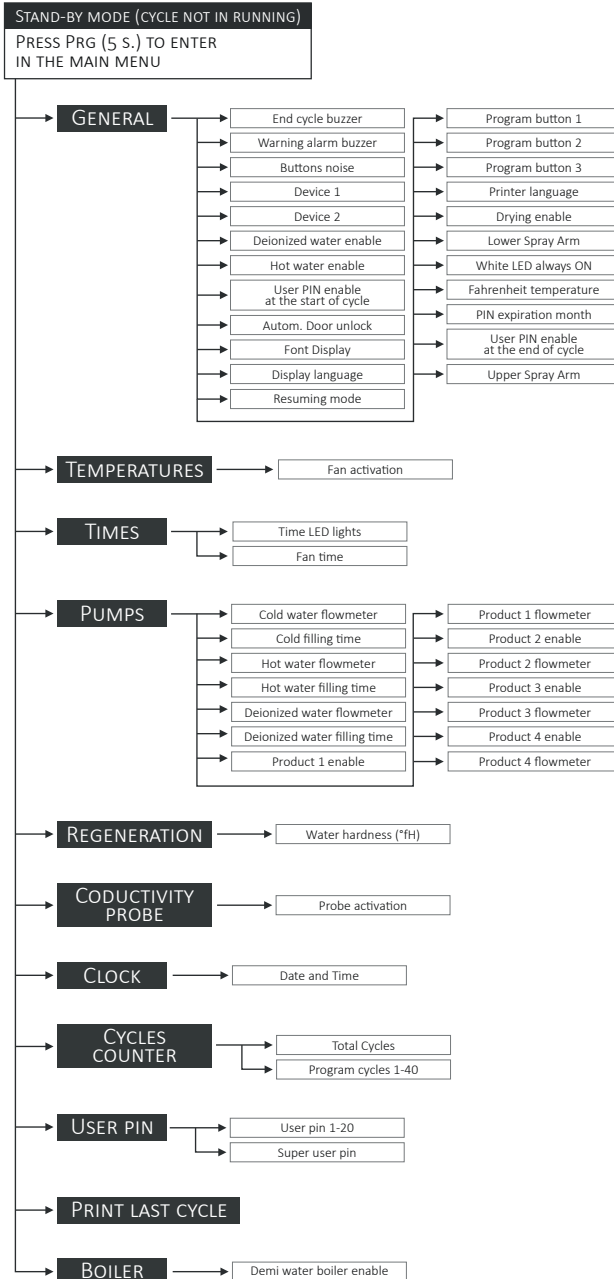 STAND-BY MODE (CYCLE NOT IN RUNNING)
PRESS PRG (5 S.) TO ENTER
IN THE MAIN MENU
GENERAL
End cycle buzzer
Warning alarm buzzer
Buttons noise
Device 1
Device 2
Deionized water enable
Hot water enable
User PIN enable
at the start of cycle
Autom. Door unlock
Font Display
Display language
Resuming mode
Program button 1
Program button 2
Program button 3
Printer language
Drying enable
Lower Spray Arm
White LED always ON
Fahrenheit temperature
PIN expiration month
User PIN enable
at the end of cycle
Upper Spray Arm
TEMPERATURES
Fan activation
TIMES
Time LED lights
Fan time
PUMPS
Cold water flowmeter
Cold filling time
Hot water flowmeter
Hot water filling time
Deionized water flowmeter
Deionized water filling time
Product 1 enable
Product 1 flowmeter
Product 2 enable
Product 2 flowmeter
Product 3 enable
Product 3 flowmeter
Product 4 enable
Product 4 flowmeter
REGENERATION
Water hardness (°fH)
CODUCTIVITY
PROBE
Probe activation
CLOCK
Date and Time
CYCLES
COUNTER
Total Cycles
Program cycles 1-40
USER PIN
User pin 1-20
Super user pin
PRINT LAST CYCLE
BOILER
Demi water boiler enable